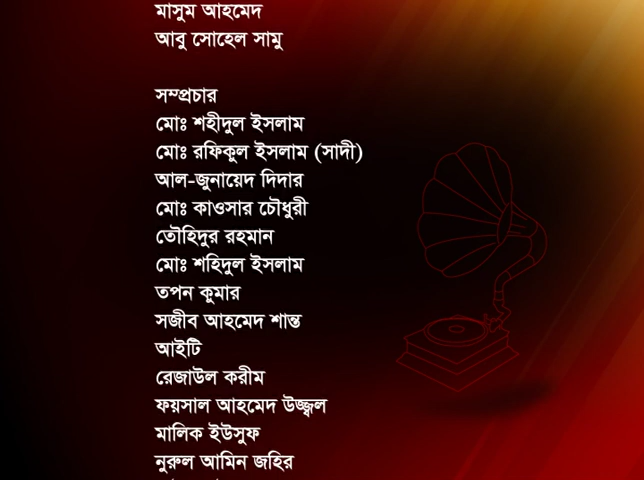 মাসুম আহমেদ
আবু সোহেল সামু
সম্প্রচার
মোঃ শহীদুল ইসলাম
মোঃ রফিকুল ইসলাম (সাদী)
আল-জুনায়েদ দিদার
মোঃ কাওসার চৌধুরী
তৌহিদুর রহমান
মোঃ শহিদুল ইসলাম
তপন কুমার
সজীব আহমেদ শান্ত
আইটি
রেজাউল করীম
ফয়সাল আহমেদ উজ্জ্বল
মালিক ইউসুফ
নুরুল আমিন জহির